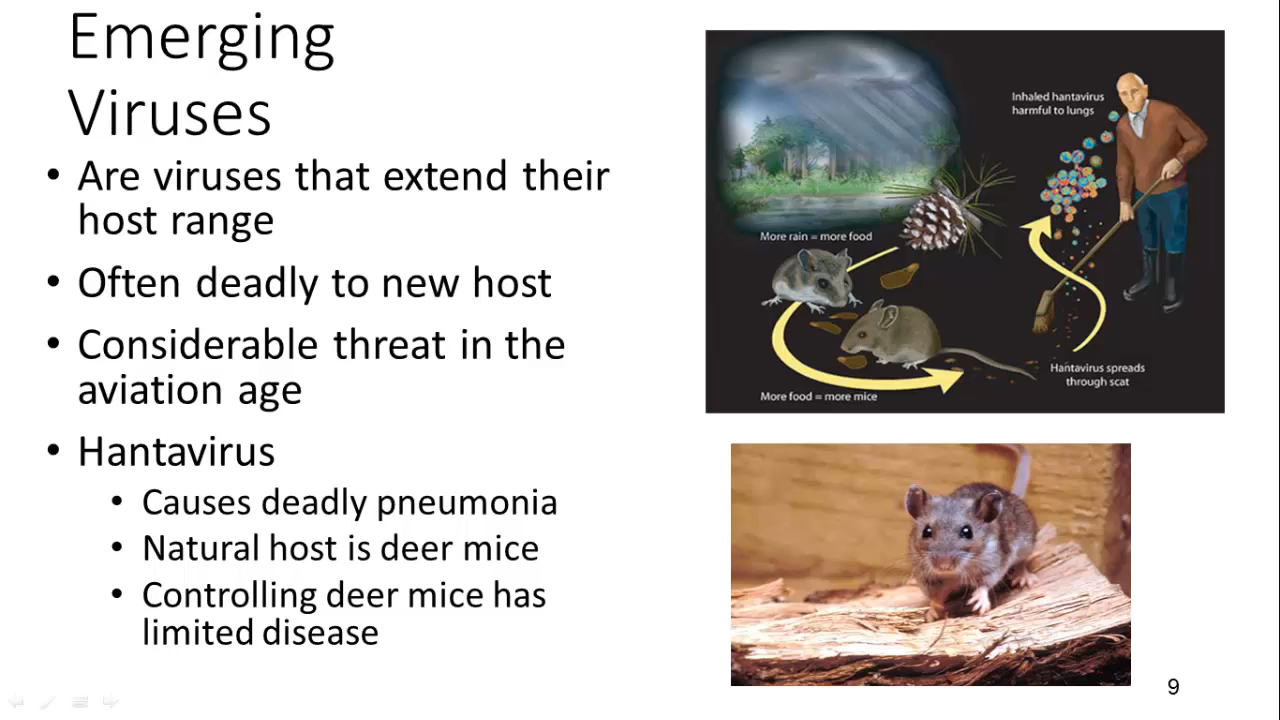 Emerging
Viruses
• Are viruses that extend their
host range
• Often deadly to new host
• Considerable threat in the
aviation age
• Hantavirus
• Causes deadly pneumonia
• Natural host is deer mice
• Controlling deer mice has
limited disease
Inhaled hantavirus
harmful to lungs
More rain = more food
Hantavirus spreads
through scat
More food = more mice
9